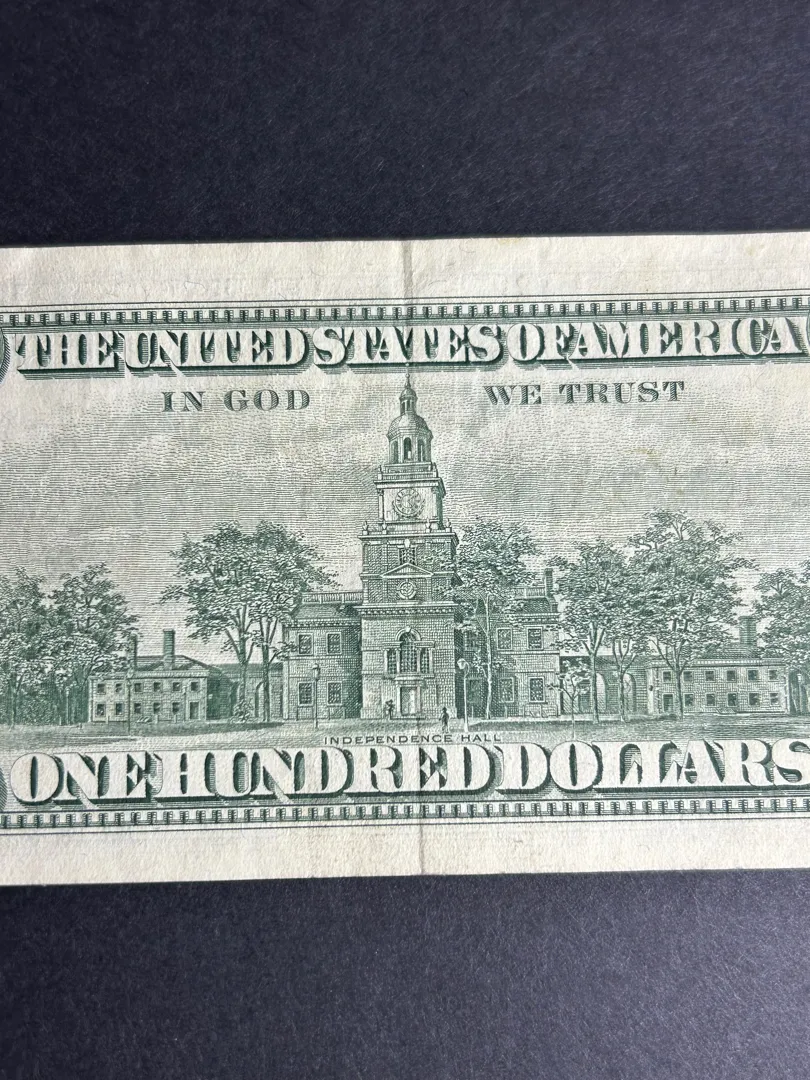 THE UNITED STATES OF AMERICA
IN GOD WE TRUST
INDEPENDENCE HALL
ONE HUNDRED DOLLARS